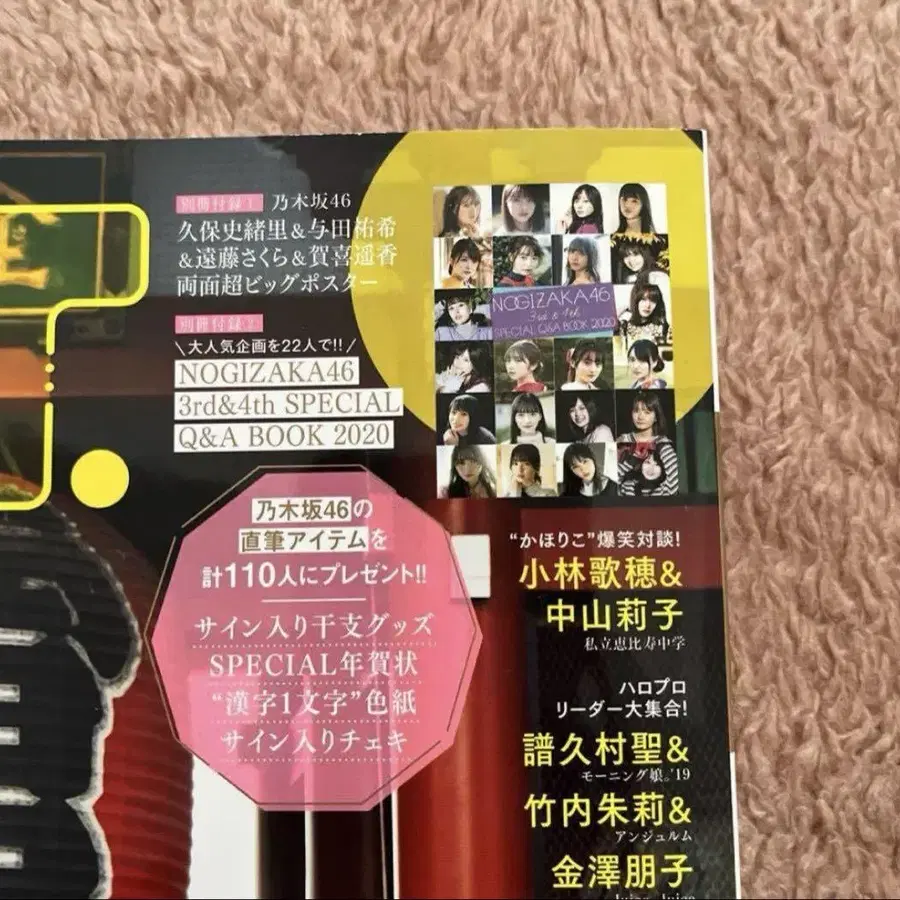 別冊付録1 乃木坂46
久保史緒里&与田祐希
&遠藤さくら&賀喜遥香
両面超ビッグポスター
別冊付録2
\大人気企画を22人で!!/
NOGIZAKA46
3rd&4th SPECIAL
Q&A BOOK 2020
NOGIZAKA46
3rd & 4th
SPECIAL Q&A BOOK 2020
乃木坂46の
直筆アイテムを
計110人にプレゼント!!
サイン入り干支グッズ
SPECIAL年賀状
“漢字1文字”色紙
サイン入りチェキ
“かほりこ”爆笑対談!
小林歌穂&
中山莉子
私立恵比寿中学
ハロプロ
リーダー大集合!
譜久村聖&
モーニング娘。'19
竹内朱莉&
アンジュルム
金澤朋子